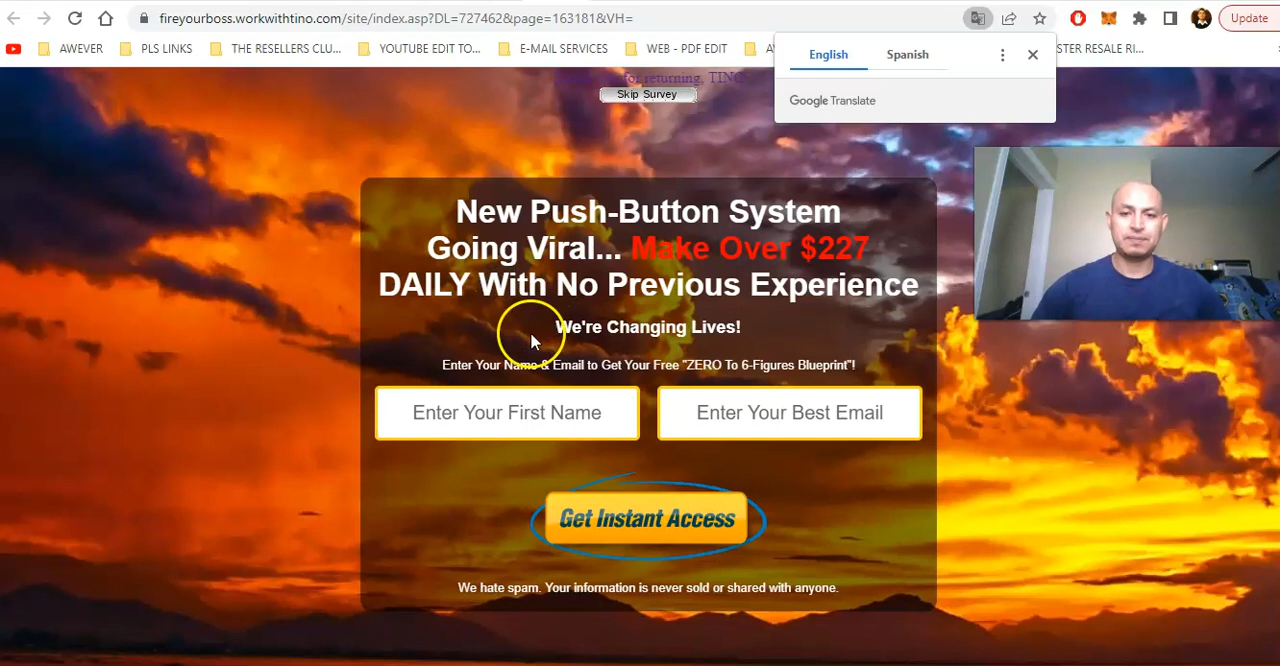 fireyourboss.workwithtino.com/site/index.asp?DL=727462&page=163181&VH=
Update
AWEVER
PLS LINKS
THE RESELLERS CLU...
YOUTUBE EDIT TO...
E-MAIL SERVICES
WEB - PDF EDIT
STER RESALE RI...
English
Spanish
Google Translate
for returning, TINO
Skip Survey
New Push-Button System
Going Viral... Make Over $227
DAILY With No Previous Experience
We're Changing Lives!
Enter Your Name & Email to Get Your Free "ZERO To 6-Figures Blueprint"!
Enter Your First Name
Enter Your Best Email
Get Instant Access
We hate spam. Your information is never sold or shared with anyone.